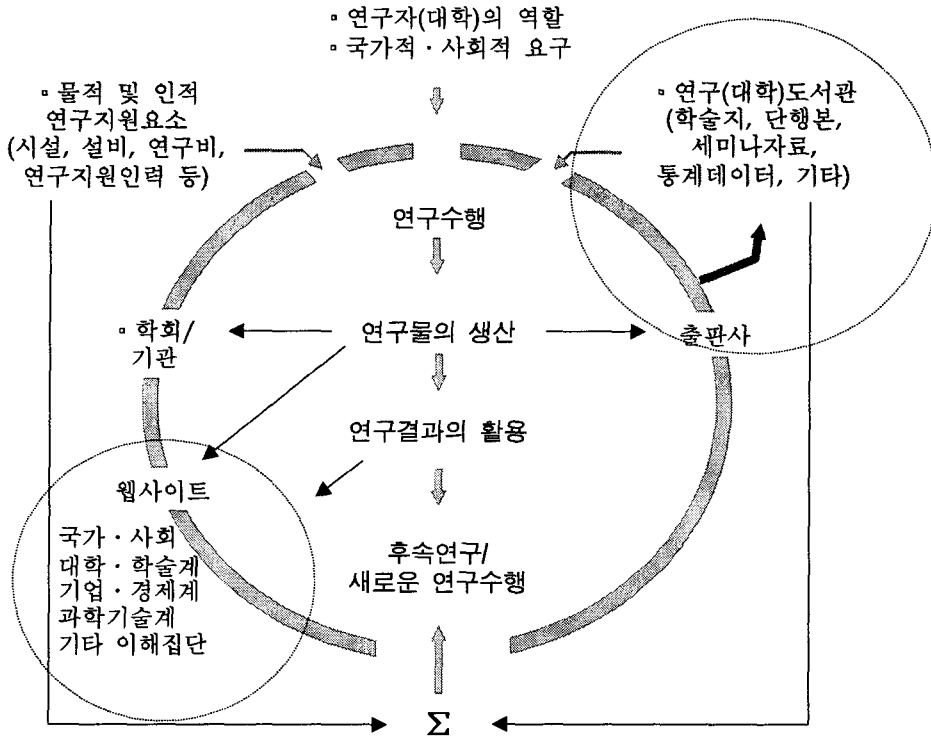 ▫ 연구자(대학)의 역할
▫ 국가적 · 사회적 요구
▫ 물적 및 인적
연구지원요소
(시설, 설비, 연구비,
연구지원인력 등)
▫ 연구(대학)도서관
(학술지, 단행본,
세미나자료,
통계데이터, 기타)
연구수행
▫ 학회/
기관
연구물의 생산
출판사
연구결과의 활용
웹사이트
국가 · 사회
대학 · 학술계
기업 · 경제계
과학기술계
기타 이해집단
후속연구/
새로운 연구수행
Σ